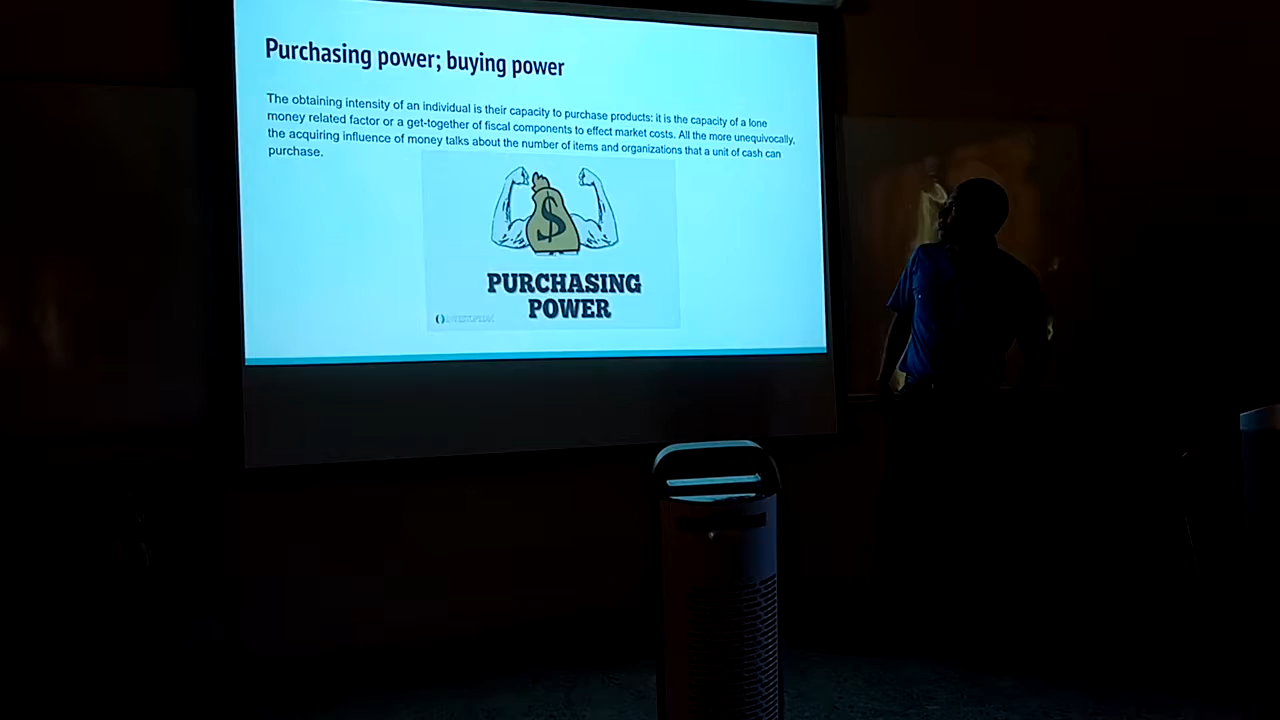 Purchasing power; buying power
The obtaining intensity of an individual is their capacity to purchase products: it is the capacity of a lone
money related factor or a get-together of fiscal components to effect market costs. All the more unequivocally,
the acquiring influence of money talks about the number of items and organizations that a unit of cash can
purchase.
$
PURCHASING
POWER